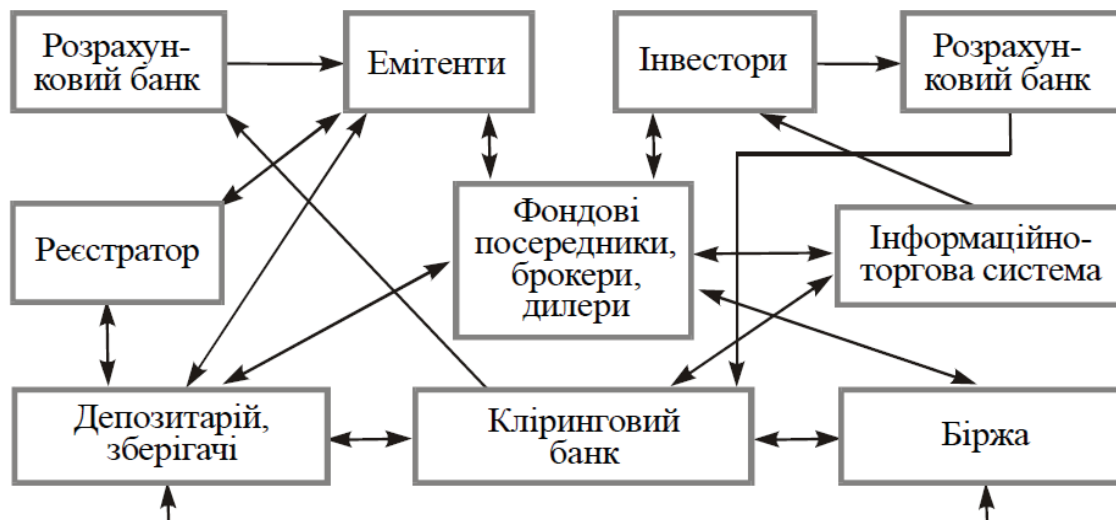 Розрахун-
ковий банк
Емітенти
Інвестори
Розрахун-
ковий банк
Реєстратор
Фондові
посередники,
брокери,
дилери
Інформаційно-
торгова система
Депозитарій,
зберігачі
Кліринговий
банк
Біржа